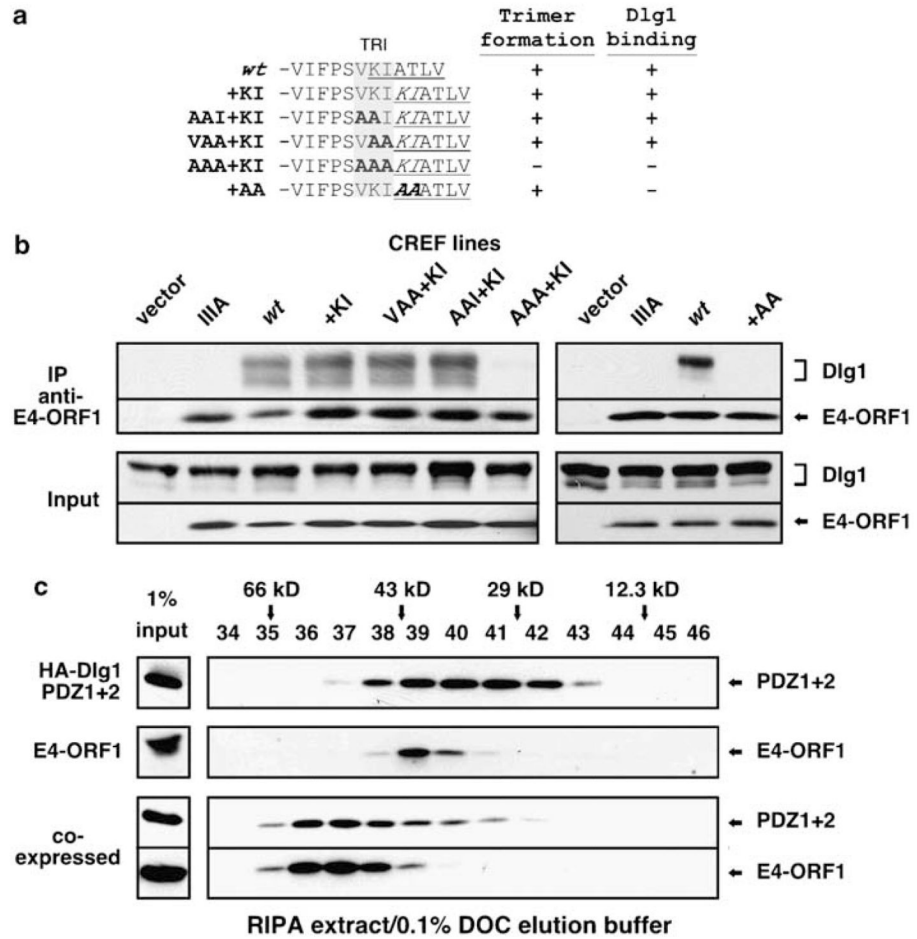 a
Trimer formation
Dlg1 binding
TRI
wt -VIFPSVKIATLV + +
+KI -VIFPSVKIKIATLV + +
AAI+KI -VIFPSAAIKIATLV + +
VAA+KI -VIFPSVAAKIATLV + +
AAA+KI -VIFPSAAAKIATLV - -
+AA -VIFPSVKIAAATLV + -
b
CREF lines
vector IIIA wt +KI VAA+KI AAI+KI AAA+KI vector IIIA wt +AA
IP anti-E4-ORF1
Dlg1
E4-ORF1
Input
Dlg1
E4-ORF1
c
1% input
66 kD 43 kD 29 kD 12.3 kD
34 35 36 37 38 39 40 41 42 43 44 45 46
HA-Dlg1 PDZ1+2
PDZ1+2
E4-ORF1
E4-ORF1
co-expressed
PDZ1+2
E4-ORF1
RIPA extract/0.1% DOC elution buffer